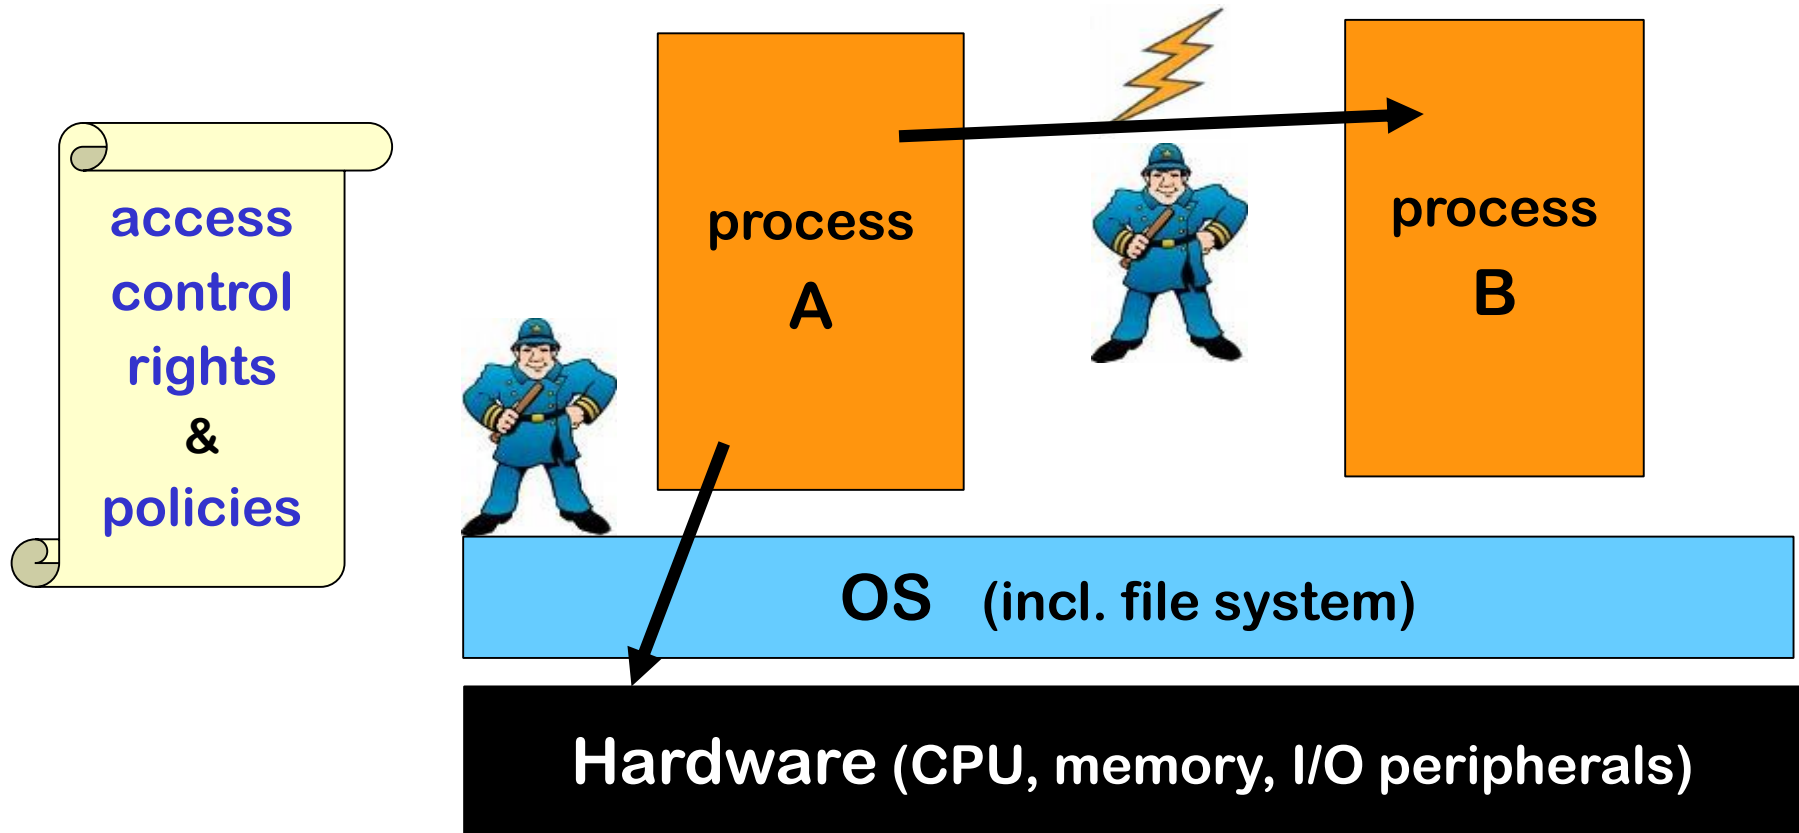 access
control
rights
&
policies
process
A
process
B
OS (incl. file system)
Hardware (CPU, memory, I/O peripherals)